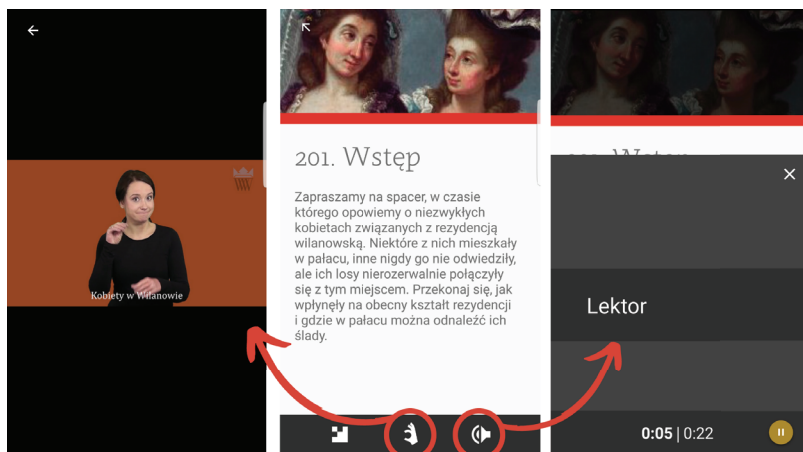 Kobiety w Wilanowie
201. Wstęp
Zapraszamy na spacer, w czasie
którego opowiemy o niezwykłych
kobietach związanych z rezydencją
wilanowską. Niektóre z nich mieszkały
w pałacu, inne nigdy go nie odwiedziły,
ale ich losy nierozerwalnie połączyły
się z tym miejscem. Przekonaj się, jak
wpłynęły na obecny kształt rezydencji
i gdzie w pałacu można odnaleźć ich
ślady.
Lektor
0:05 | 0:22